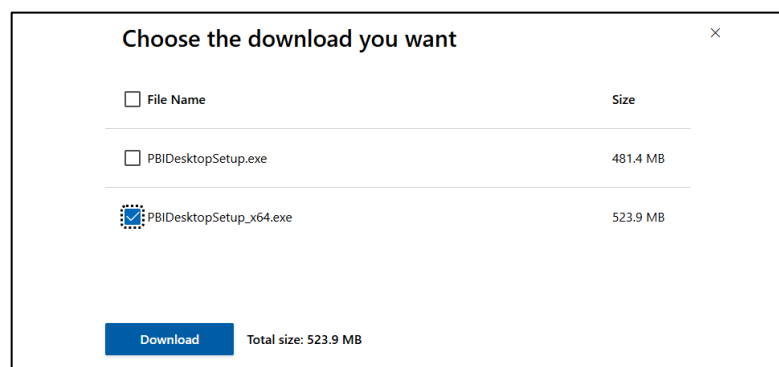 Choose the download you want
File Name Size
PBIDesktopSetup.exe 481.4 MB
PBIDesktopSetup_x64.exe 523.9 MB
Download Total size: 523.9 MB